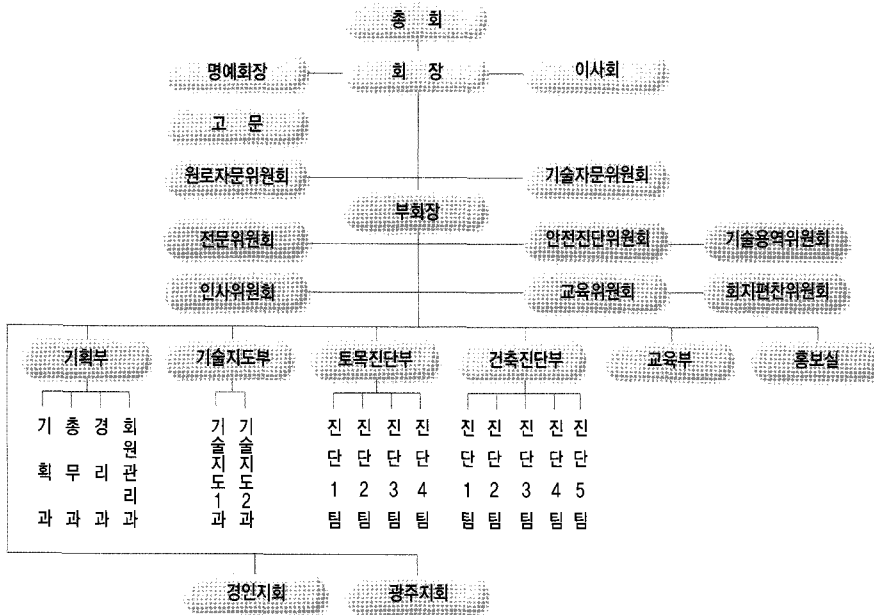 총 회
명예회장 회 장 이사회
고 문
원로자문위원회 기술자문위원회
부회장
전문위원회 안전진단위원회 기술용역위원회
인사위원회 교육위원회 회지편찬위원회
기획부 기술지도부 토목진단부 건축진단부 교육부 홍보실
기획과
총무과
경리과
회원관리과
기술지도1과
기술지도2과
진단1팀
진단2팀
진단3팀
진단4팀
진단1팀
진단2팀
진단3팀
진단4팀
진단5팀
경인지회 광주지회